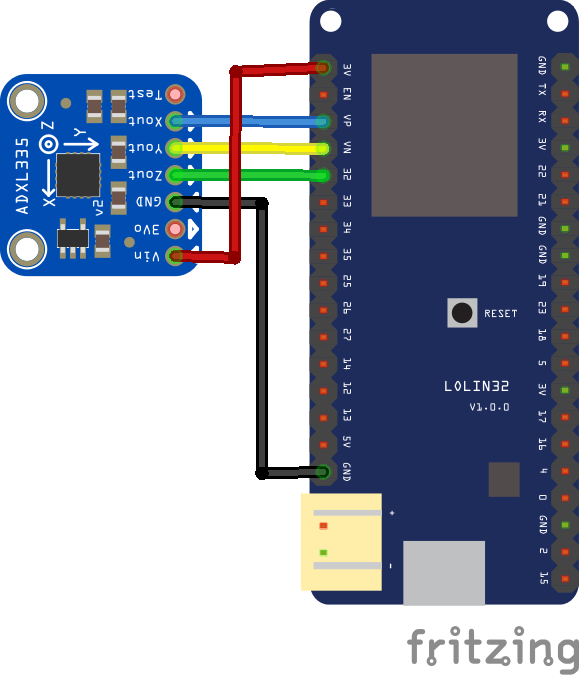 Test
Xout
Yout
Zout
GND
3Vo
Vin
ADXL335
Z
Y
X
v2
3V
EN
VP
VN
32
33
34
35
25
26
27
14
12
13
5V
GND
GND
TX
RX
3V
22
21
GND
GND
19
23
18
5
3V
17
16
4
0
GND
2
15
RESET
LOLIN32
V1.0.0
+
-
fritzing